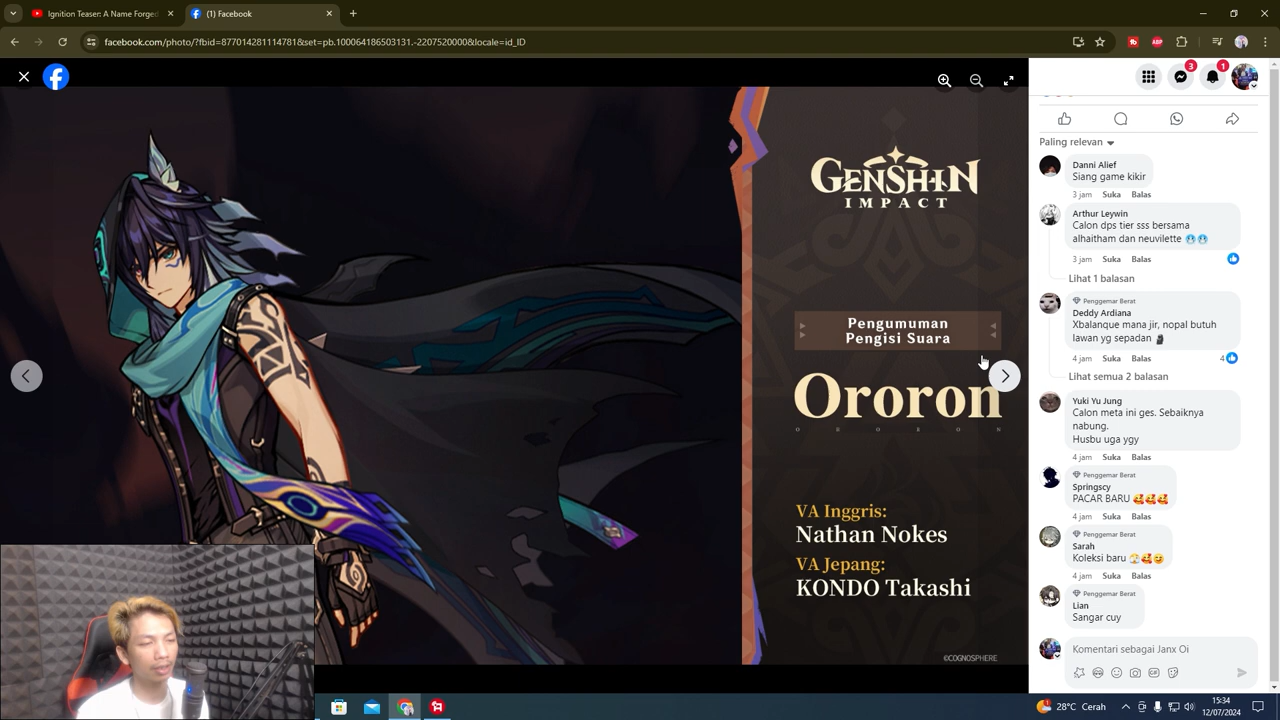 Ignition Teaser: A Name Forged
(1) Facebook
facebook.com/photo/?fbid=877014281114781&set=pb.100064186503131.-2207520000&locale=id_ID
ABP
3
1
GENSHIN
IMPACT
Pengumuman
Pengisi Suara
Ororon
O R O R O N
VA Inggris:
Nathan Nokes
VA Jepang:
KONDO Takashi
©COGNOSPHERE
Paling relevan
Danni Alief
Siang game kikir
3 jam Suka Balas
Arthur Leywin
Calon dps tier sss bersama
alhaitham dan neuvilette
3 jam Suka Balas
Lihat 1 balasan
Penggemar Berat
Deddy Ardiana
Xbalanque mana jir, nopal butuh
lawan yg sepadan
4 jam Suka Balas 4
Lihat semua 2 balasan
Yuki Yu Jung
Calon meta ini ges. Sebaiknya
nabung.
Husbu uga ygy
4 jam Suka Balas
Penggemar Berat
Springscy
PACAR BARU 🥰🥰🥰
4 jam Suka Balas
Penggemar Berat
Sarah
Koleksi baru
4 jam Suka Balas
Penggemar Berat
Lian
Sangar cuy
Komentari sebagai Janx Oi
GIF
1
28°C Cerah
15:34
12/07/2024